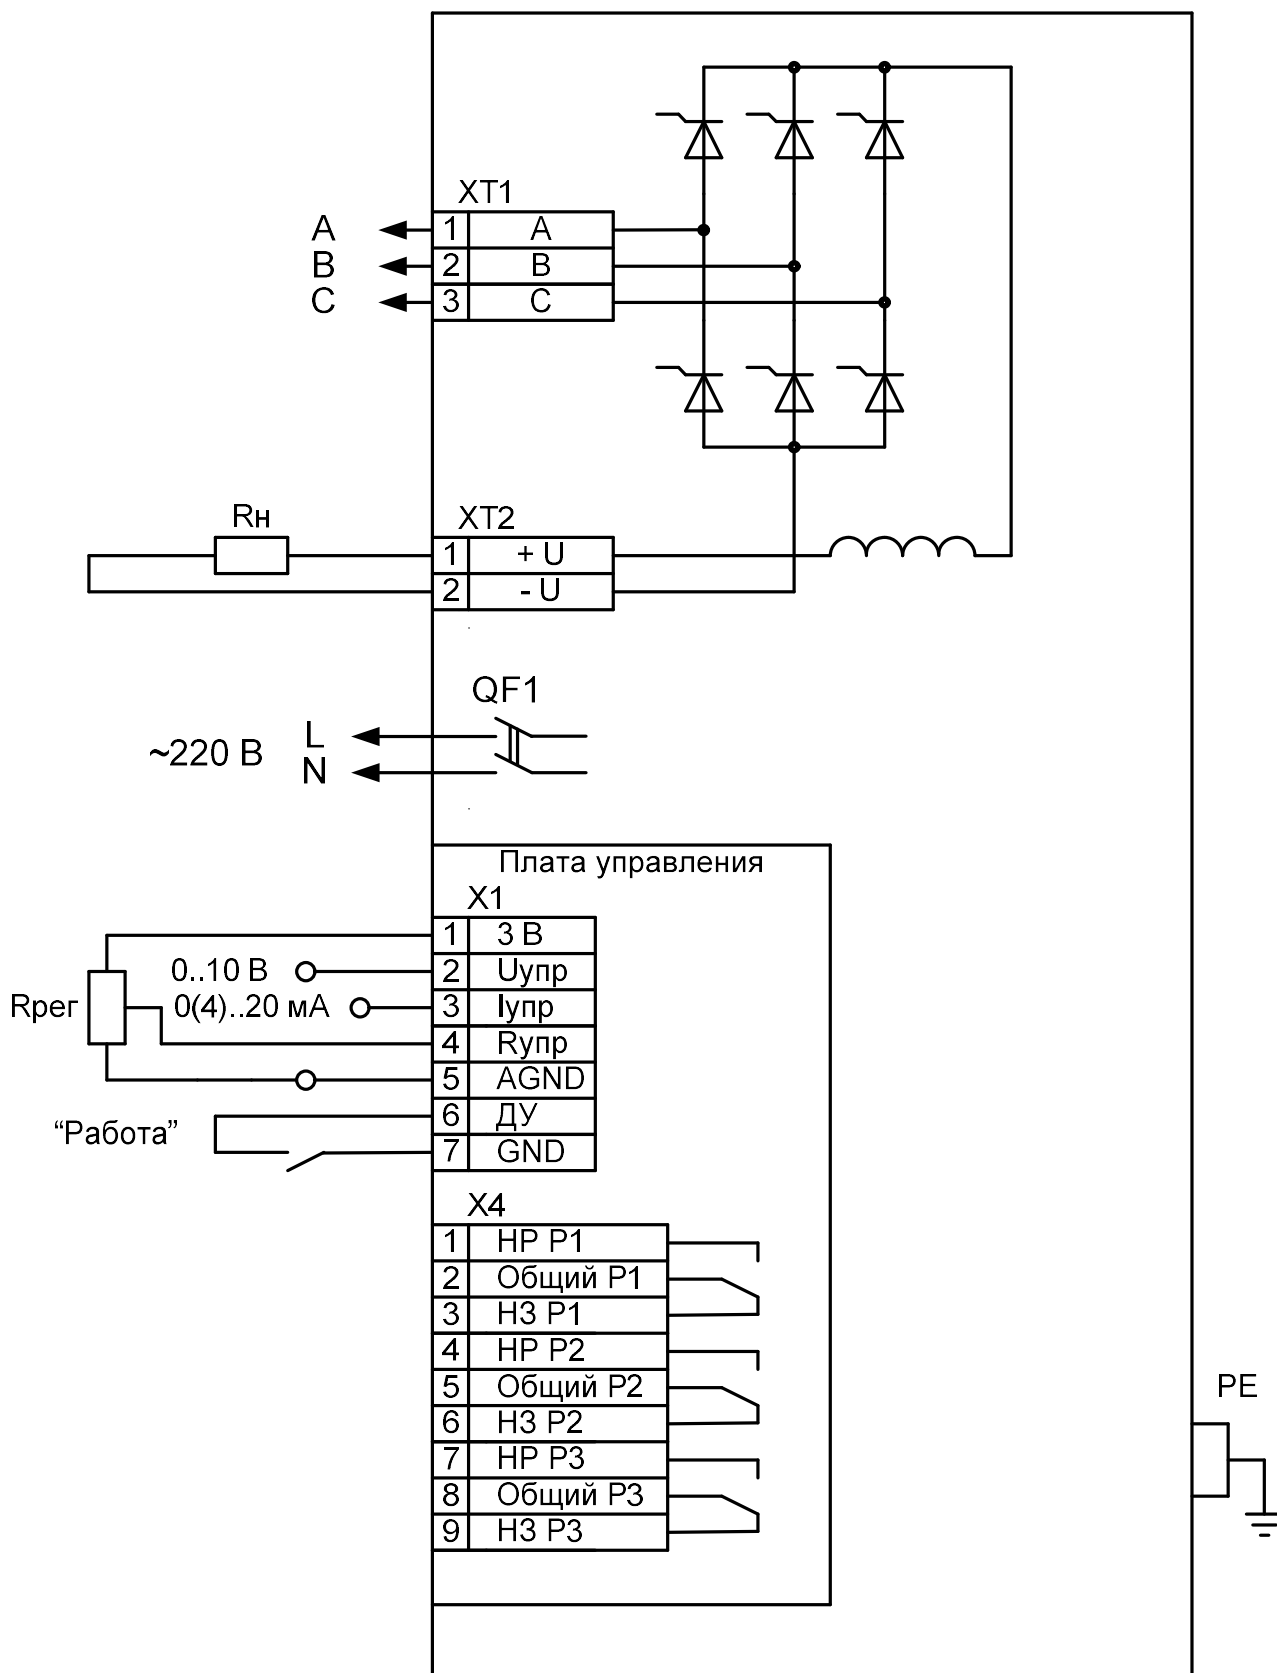 XT1
A 1 A
B 2 B
C 3 C
Rн
XT2
1 + U
2 - U
QF1
~220 В
L
N
Плата управления
X1
1 3 В
0..10 В 2 Uупр
Rрег 0(4)..20 мА 3 Iупр
4 Rупр
5 AGND
“Работа” 6 ДУ
7 GND
X4
1 НР Р1
2 Общий Р1
3 НЗ Р1
4 НР Р2
5 Общий Р2
6 НЗ Р2
7 НР Р3
8 Общий Р3
9 НЗ Р3
PE